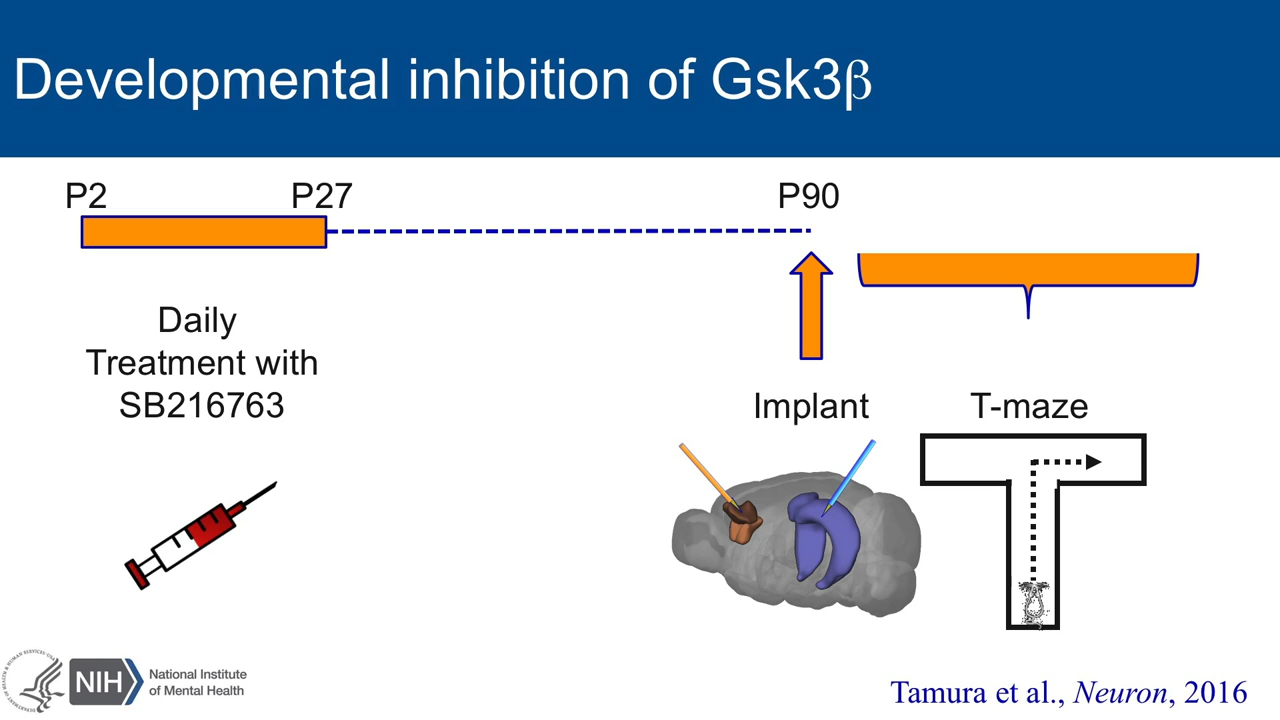 Developmental inhibition of Gsk3β
P2
P27
P90
Daily
Treatment with
SB216763
Implant
T-maze
NIH
National Institute
of Mental Health
Tamura et al., Neuron, 2016